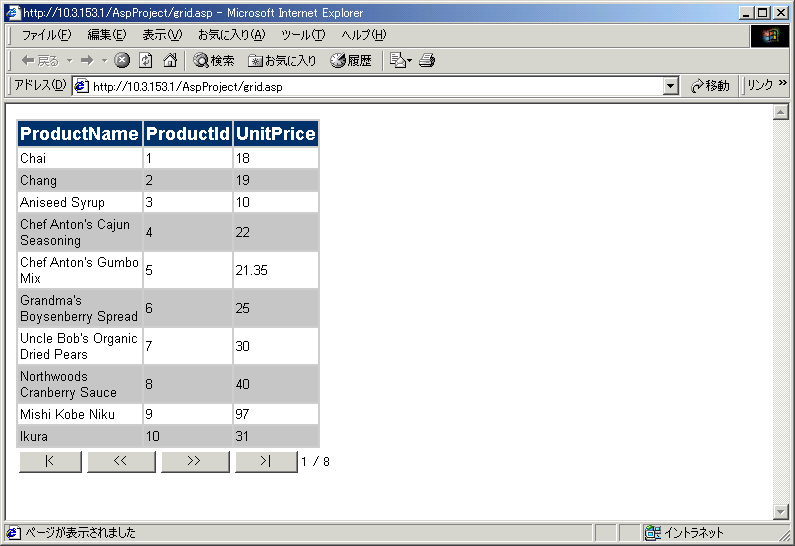 http://10.3.153.1/AspProject/grid.asp - Microsoft Internet Explorer
ファイル(F) 編集(E) 表示(V) お気に入り(A) ツール(T) ヘルプ(H)
戻る 検索 お気に入り 履歴
アドレス(D) http://10.3.153.1/AspProject/grid.asp 移動 リンク »
ProductName ProductId UnitPrice
Chai 1 18
Chang 2 19
Aniseed Syrup 3 10
Chef Anton's Cajun
Seasoning 4 22
Chef Anton's Gumbo
Mix 5 21.35
Grandma's
Boysenberry Spread 6 25
Uncle Bob's Organic
Dried Pears 7 30
Northwoods
Cranberry Sauce 8 40
Mishi Kobe Niku 9 97
Ikura 10 31
|< << >> >| 1 / 8
ページが表示されました イントラネット